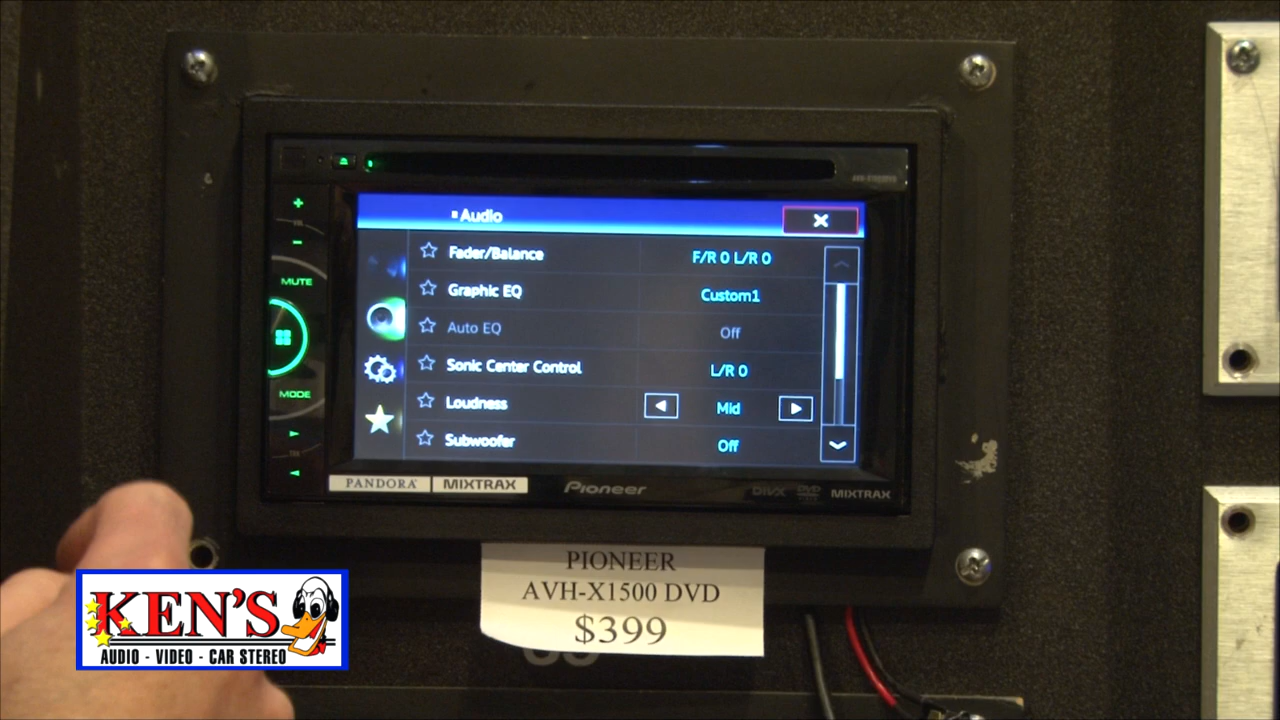 Audio
Fader/Balance F/R 0 L/R 0
Graphic EQ Custom1
Auto EQ Off
Sonic Center Control L/R 0
Loudness Mid
Subwoofer Off
+
-
MUTE
MODE
PANDORA MIXTRAX
Pioneer
DIVX DVD MIXTRAX
PIONEER
AVH-X1500 DVD
$399
KEN'S
AUDIO - VIDEO - CAR STEREO